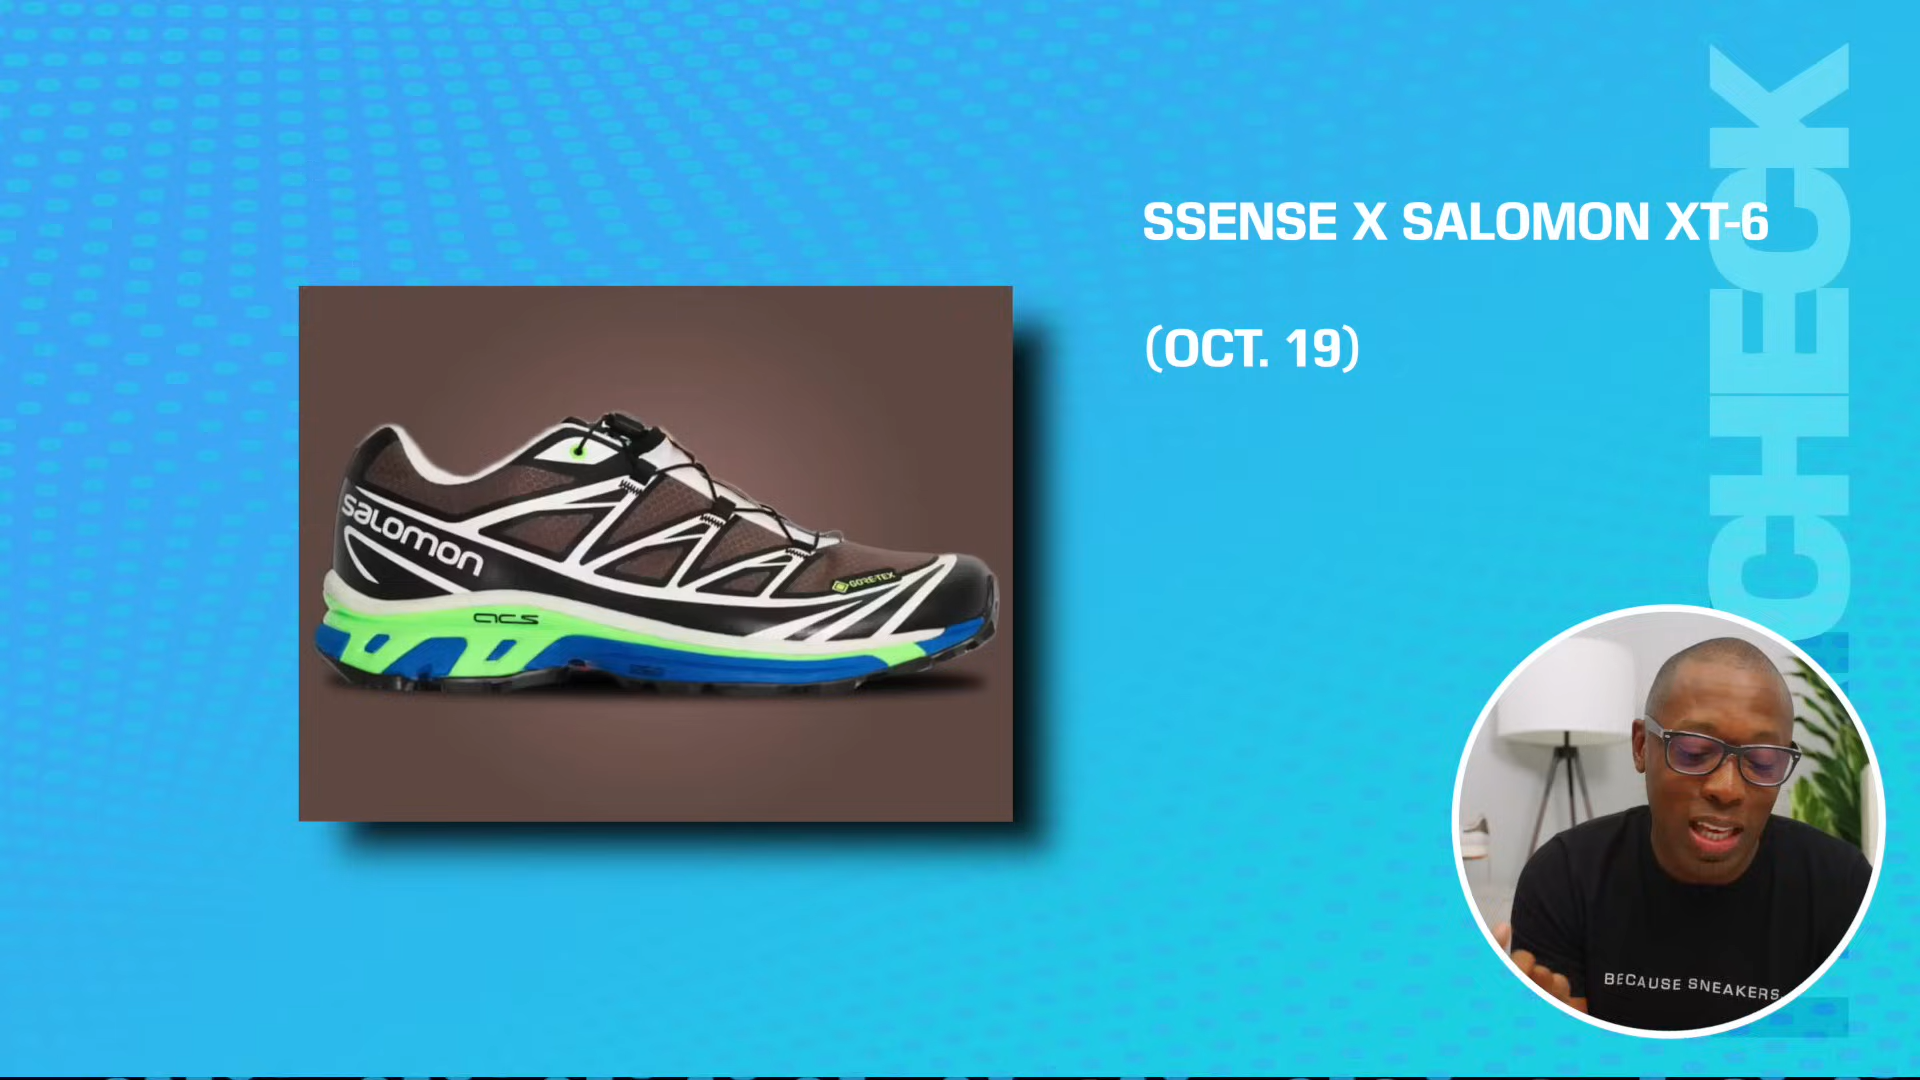 SSENSE X SALOMON XT-6
(OCT. 19)
CHECK
SALOMON
GORE-TEX
acs
BECAUSE SNEAKERS